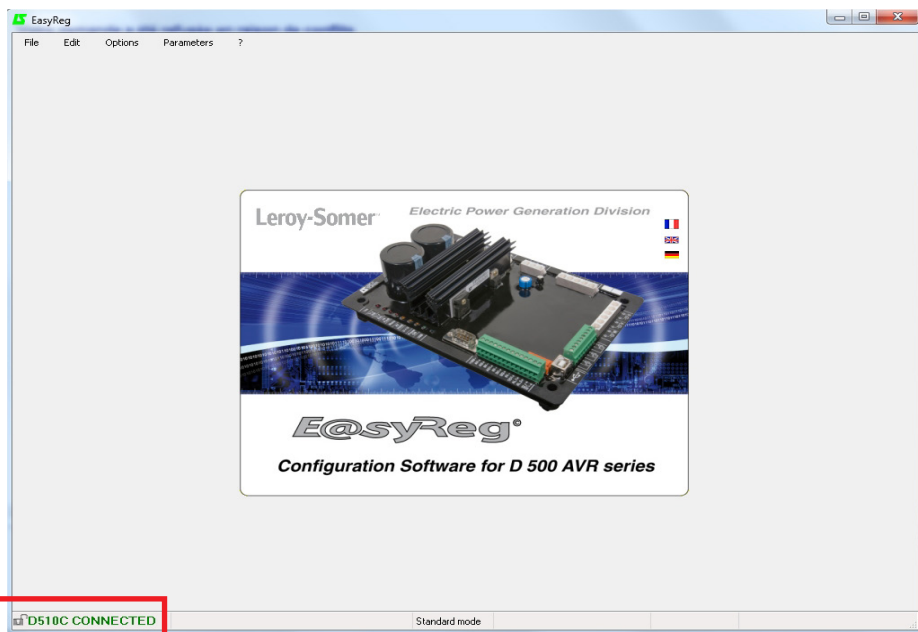 EasyReg
File Edit Options Parameters ?
Leroy-Somer
Electric Power Generation Division
E@syReg©
Configuration Software for D 500 AVR series
D510C CONNECTED
Standard mode